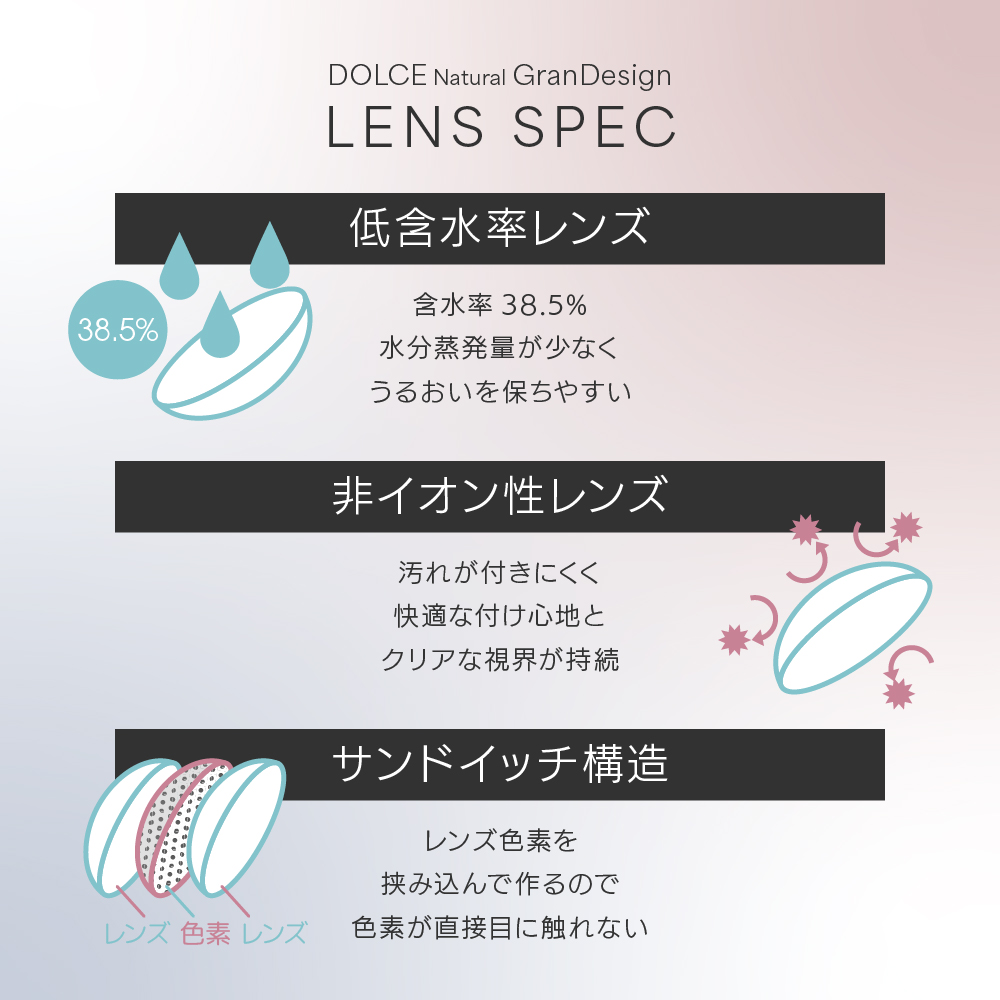 DOLCE Natural GranDesign
LENS SPEC
低含水率レンズ
38.5%
含水率 38.5%
水分蒸発量が少なく
うるおいを保ちやすい
非イオン性レンズ
汚れが付きにくく
快適な付け心地と
クリアな視界が持続
サンドイッチ構造
レンズ色素を
挟み込んで作るので
色素が直接目に触れない
レンズ 色素 レンズ